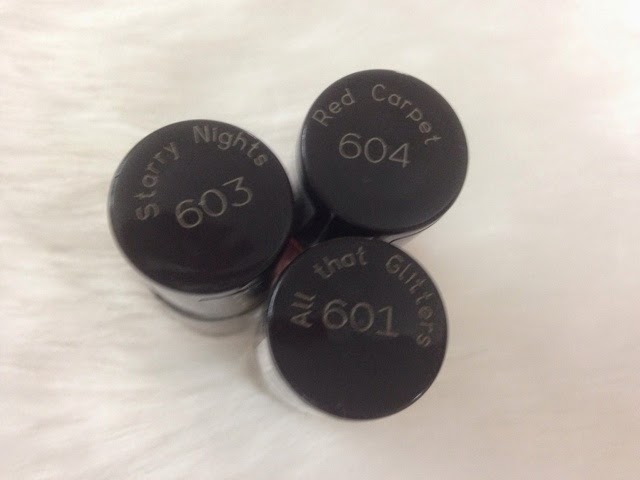 Starry Nights
603
Red Carpet
604
All that Glitters
601